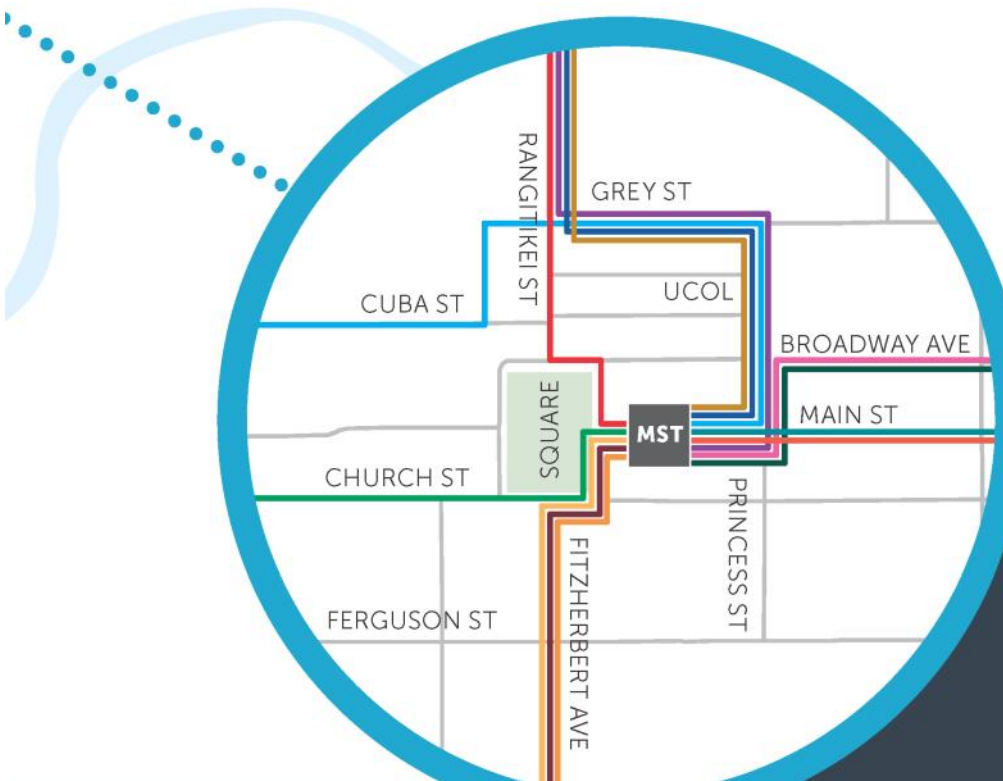 RANGITIKEI ST
GREY ST
CUBA ST
UCOL
BROADWAY AVE
SQUARE
MST
MAIN ST
CHURCH ST
PRINCESS ST
FITZHERBERT AVE
FERGUSON ST